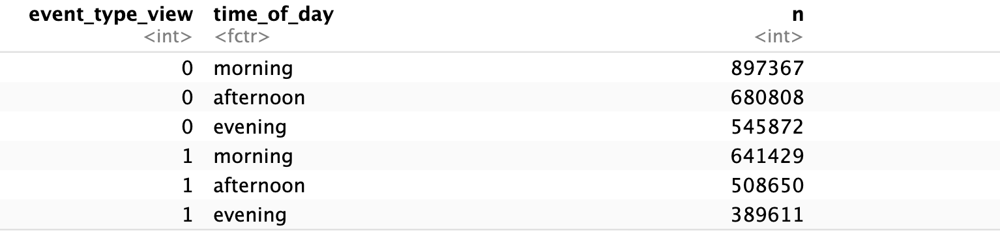 event_type_view time_of_day n
<int> <fctr> <int>
0 morning 897367
0 afternoon 680808
0 evening 545872
1 morning 641429
1 afternoon 508650
1 evening 389611